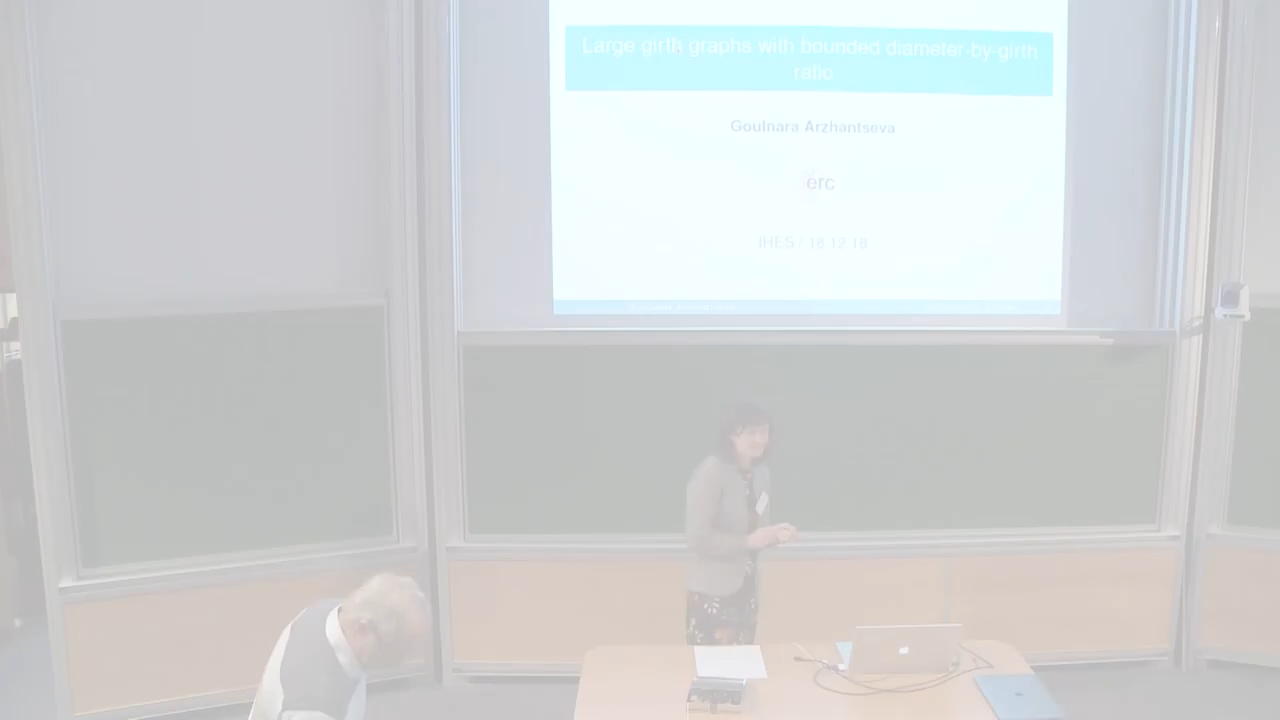 Large girth graphs with bounded diameter-by-girth
ratio
Goulnara Arzhantseva
erc
IHES / 18.12.18